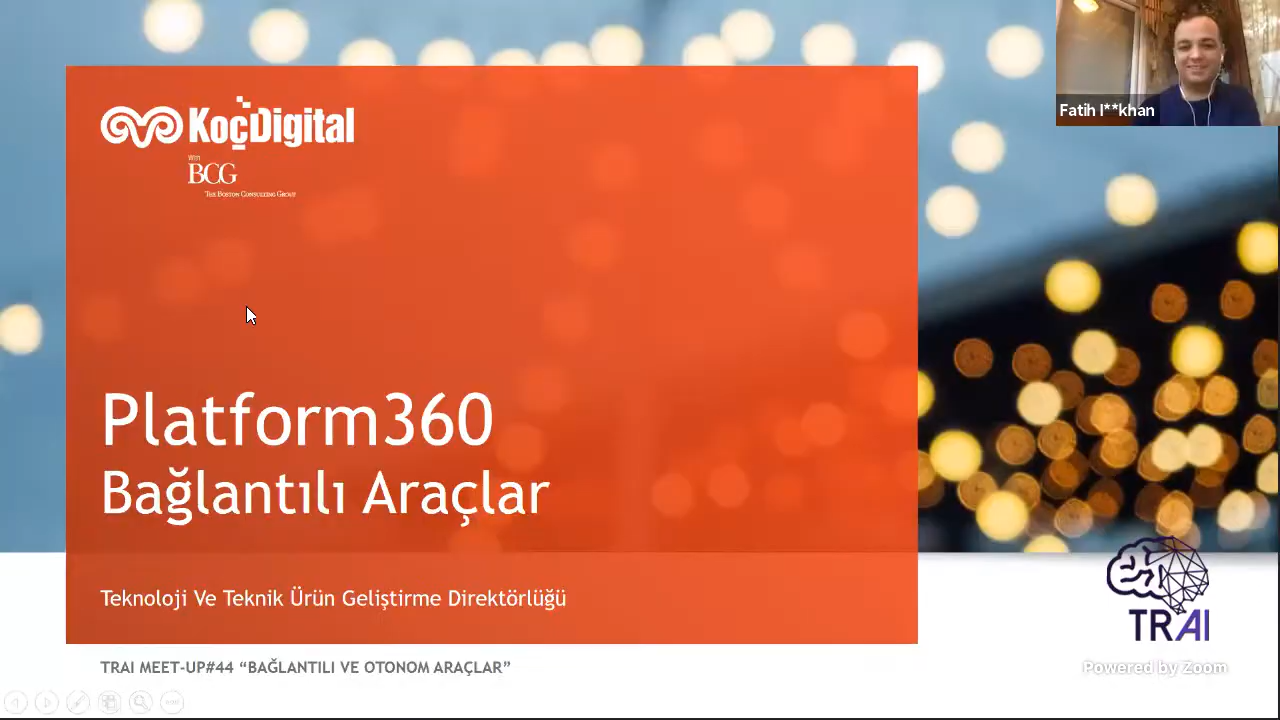 KoçDigital
With
BCG
THE BOSTON CONSULTING GROUP
Fatih I**khan
Platform360
Bağlantılı Araçlar
Teknoloji Ve Teknik Ürün Geliştirme Direktörlüğü
TRAI MEET-UP#44 “BAĞLANTILI VE OTONOM ARAÇLAR”
TRAI
Powered by Zoom